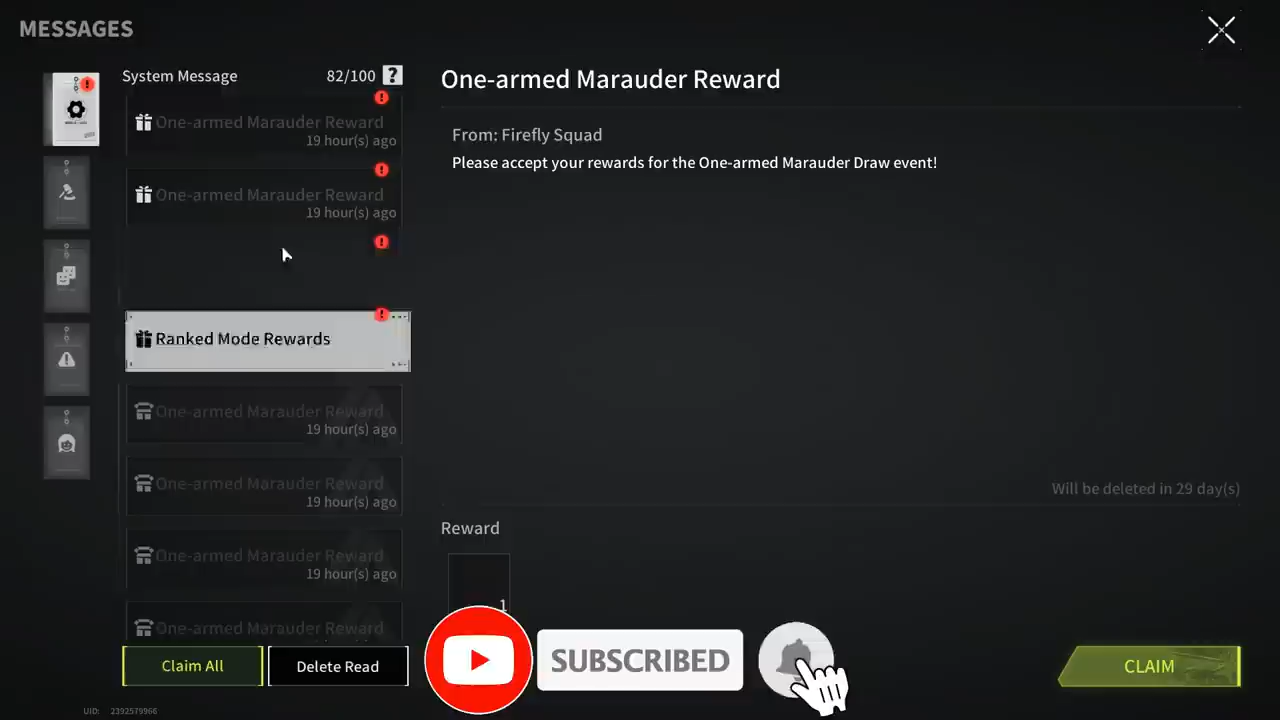 MESSAGES
System Message 82/100 ?
One-armed Marauder Reward
19 hour(s) ago
One-armed Marauder Reward
19 hour(s) ago
Ranked Mode Rewards
One-armed Marauder Reward
19 hour(s) ago
One-armed Marauder Reward
19 hour(s) ago
One-armed Marauder Reward
19 hour(s) ago
One-armed Marauder Reward
Claim All
Delete Read
One-armed Marauder Reward
From: Firefly Squad
Please accept your rewards for the One-armed Marauder Draw event!
Will be deleted in 29 day(s)
Reward
1
SUBSCRIBED
CLAIM
UID: 2392579966